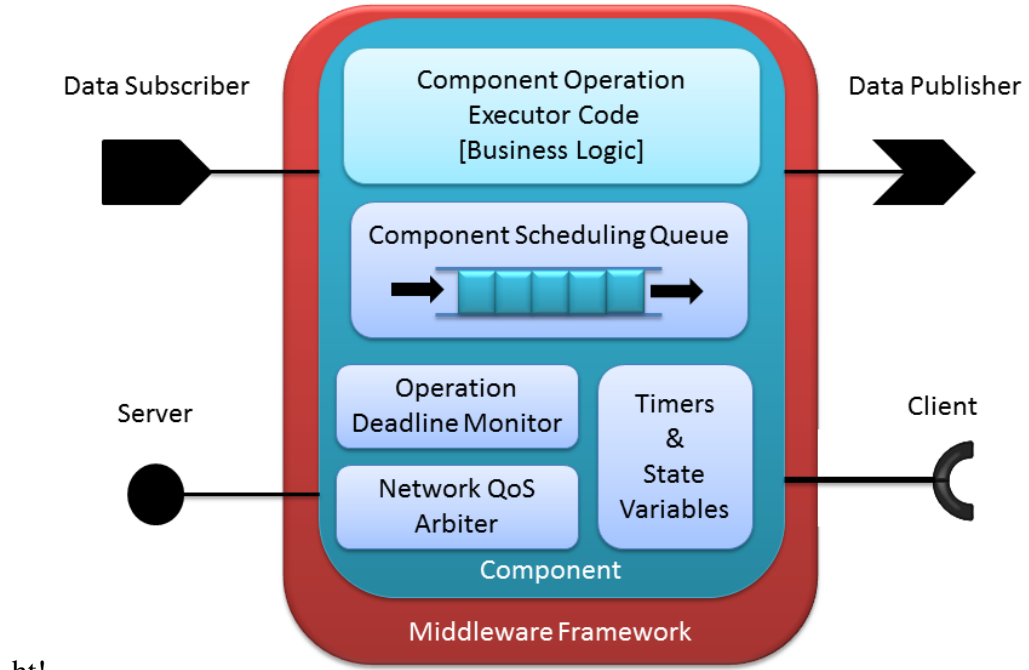 Data Subscriber
Component Operation
Executor Code
[Business Logic]
Data Publisher
Component Scheduling Queue
Server
Operation
Deadline Monitor
Network QoS
Arbiter
Timers
&
State
Variables
Client
Component
Middleware Framework
ht!